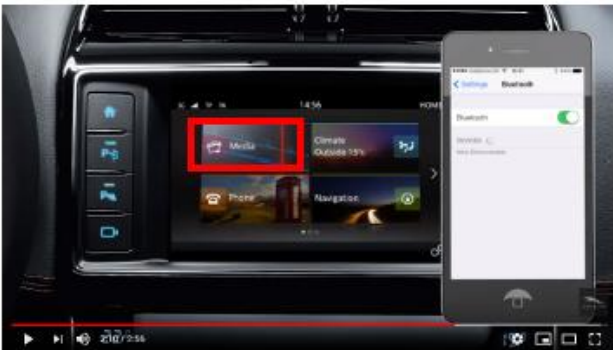 14:56
HOME
Media
Climate
Outside 15°c
Phone
Navigation
Settings Bluetooth
Bluetooth
2:10 / 2:56